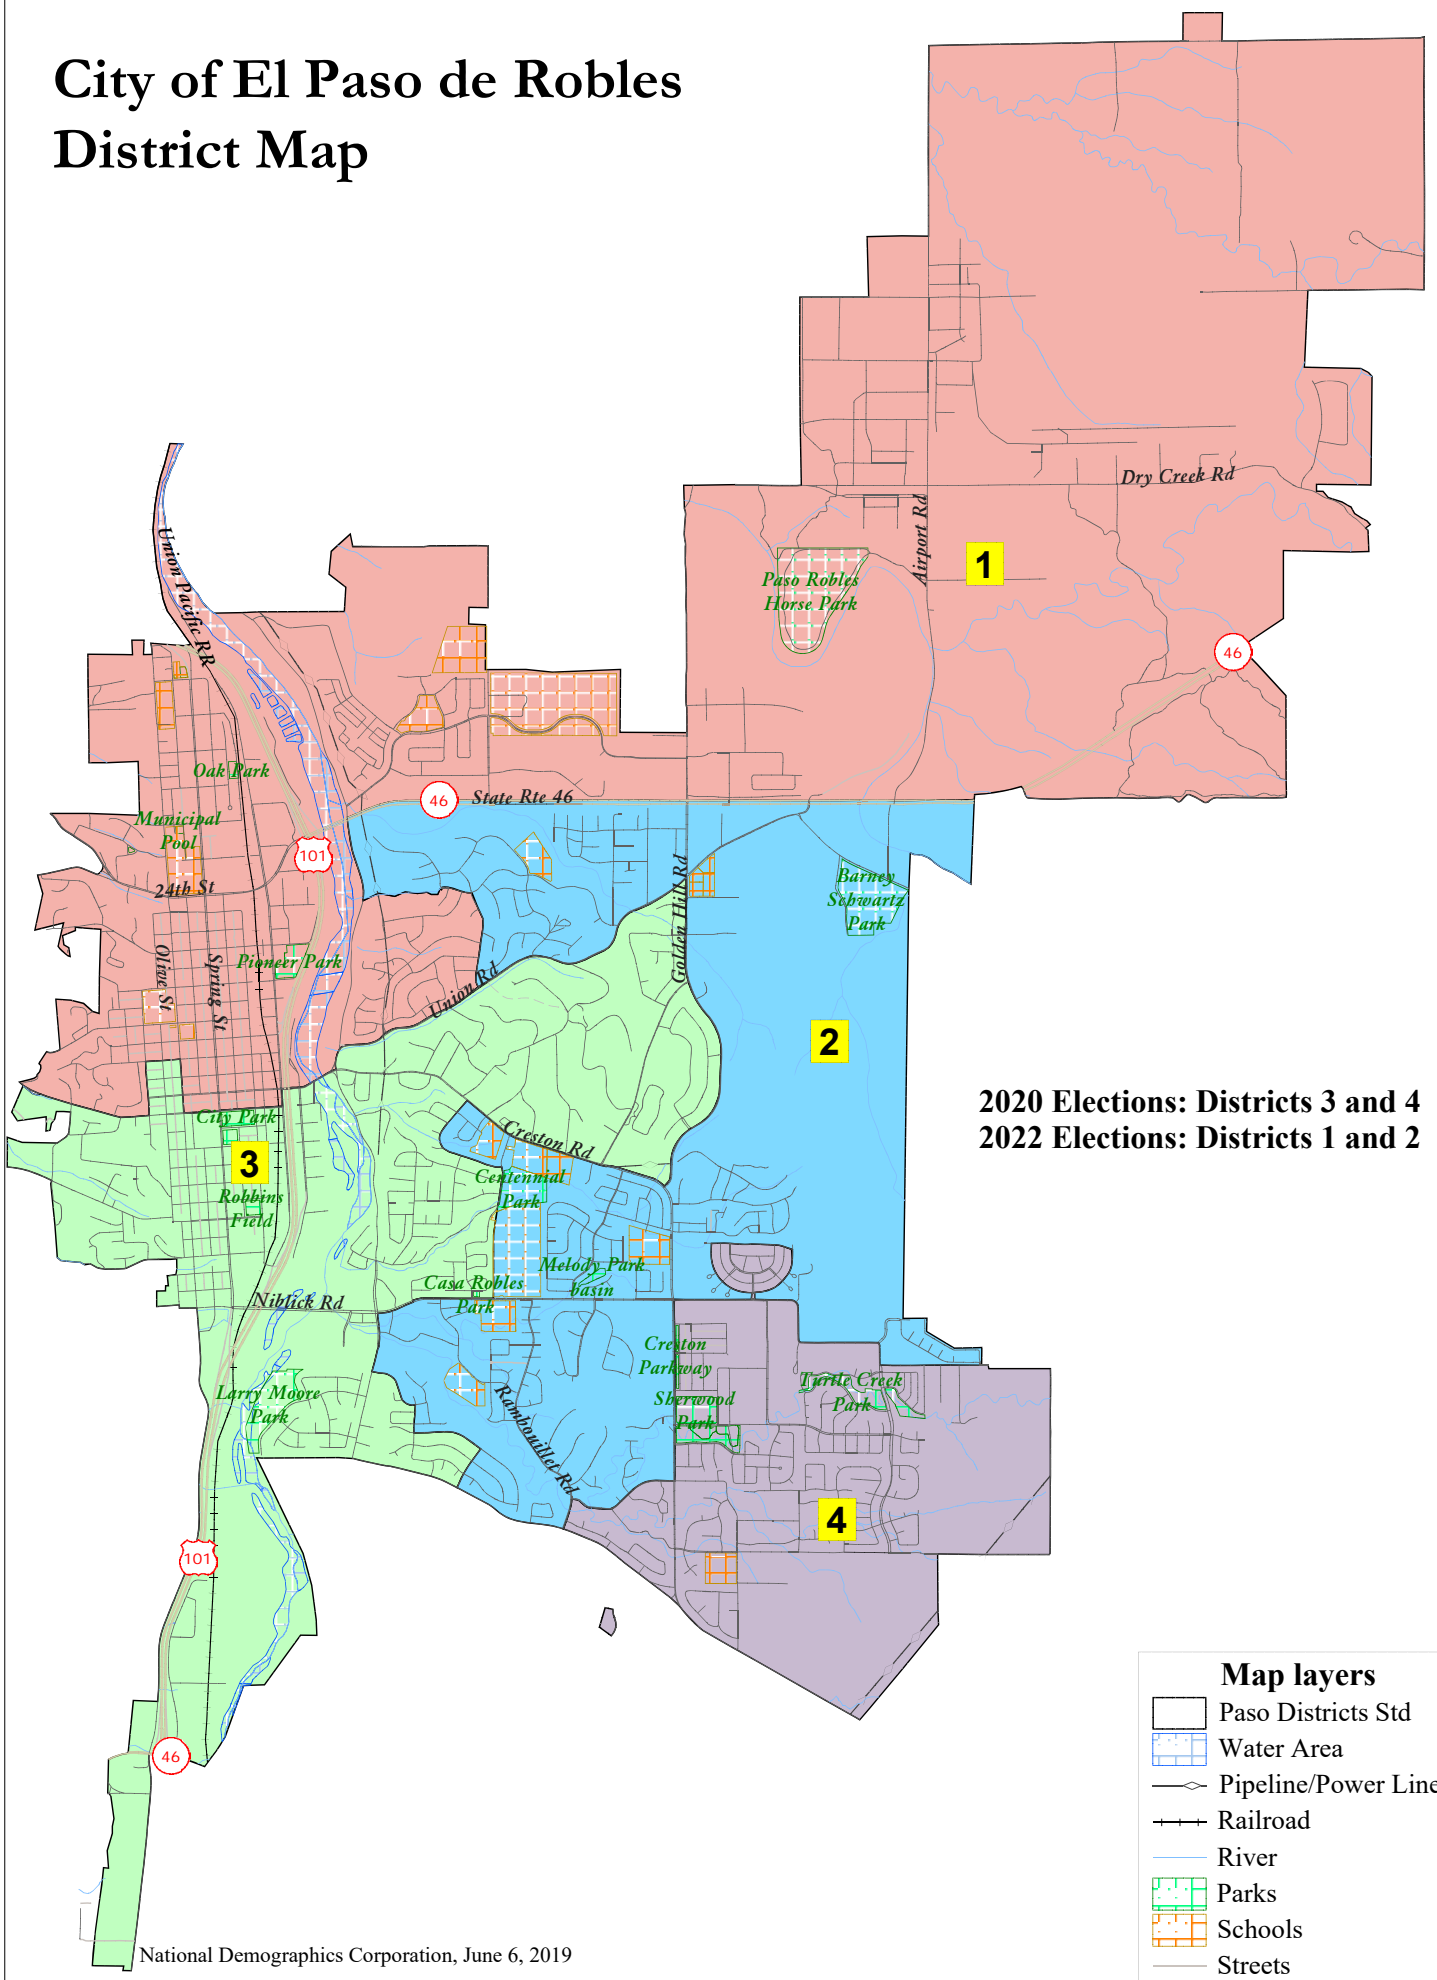 City of El Paso de Robles
District Map
Dry Creek Rd
Airport Rd
1
Paso Robles
Horse Park
46
Union Pacific RR
Oak Park
46
State Rte 46
Municipal
Pool
101
24th St
Golden Hill Rd
Barney
Schwartz
Park
Olive St
Spring St
Pioneer Park
Union Rd
2
2020 Elections: Districts 3 and 4
2022 Elections: Districts 1 and 2
City Park
Creston Rd
3
Centennial
Park
Robbins
Field
Melody Park
basin
Casa Robles
Park
Niblick Rd
Creston
Parkway
Larry Moore
Park
Rambouillet Rd
Sherwood
Park
Turtle Creek
Park
4
101
46
Map layers
Paso Districts Std
Water Area
Pipeline/Power Line
Railroad
River
Parks
Schools
Streets
National Demographics Corporation, June 6, 2019